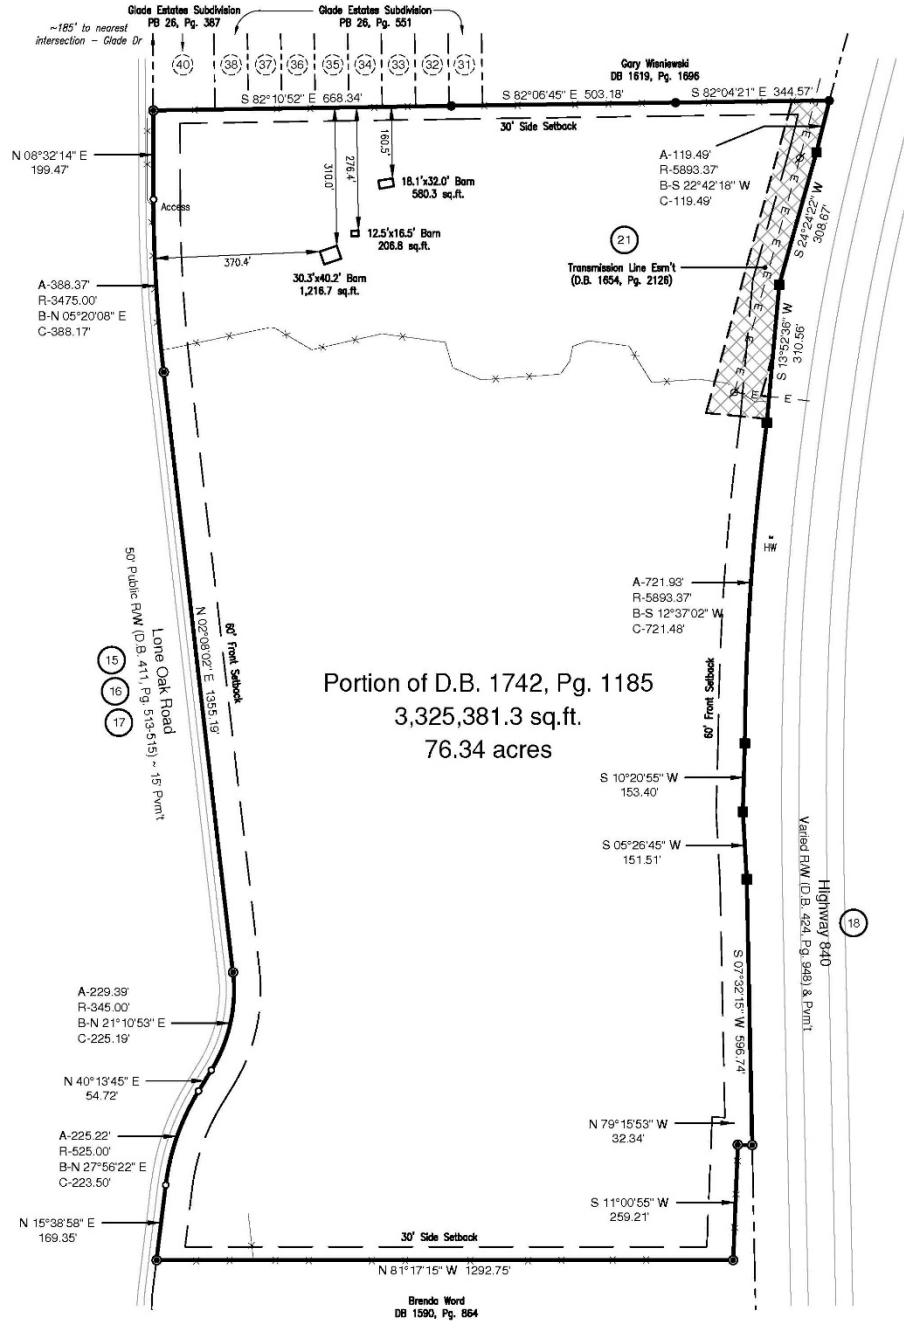 Glade Estates Subdivision
PB 26, Pg. 387
Glade Estates Subdivision
PB 26, Pg. 551
~185' to nearest
intersection - Glade Dr
40
38
37
36
35
34
33
32
31
Gary Wisniewski
DB 1619, Pg. 1696
S 82°10'52" E 668.34'
S 82°06'45" E 503.18'
S 82°04'21" E 344.57'
30' Side Setback
N 08°32'14" E
199.47'
Access
310.0'
276.4'
160.5'
18.1'x32.0' Barn
580.3 sq.ft.
12.5'x16.5' Barn
206.8 sq.ft.
370.4'
30.3'x40.2' Barn
1,216.7 sq.ft.
A-119.49'
R-5893.37'
B-S 22°42'18" W
C-119.49'
S 24°24'22" W
308.67'
21
Transmission Line Esm't
(D.B. 1654, Pg. 2126)
E
E
E
E
E
E
E
E
E
S 13°52'36" W
310.56'
A-388.37'
R-3475.00'
B-N 05°20'08" E
C-388.17'
HW
A-721.93'
R-5893.37'
B-S 12°37'02" W
C-721.48'
50' Public R/W (D.B. 411, Pg. 513-515) ~ 15' Pvm't
Lone Oak Road
15
16
17
N 02°08'02" E 1355.19'
60' Front Setback
Portion of D.B. 1742, Pg. 1185
3,325,381.3 sq.ft.
76.34 acres
60' Front Setback
S 10°20'55" W
153.40'
S 05°26'45" W
151.51'
Highway 840
Varied R/W (D.B. 424, Pg. 948) & Pvm't
18
S 07°32'15" W 596.74'
A-229.39'
R-345.00'
B-N 21°10'53" E
C-225.19'
N 40°13'45" E
54.72'
A-225.22'
R-525.00'
B-N 27°56'22" E
C-223.50'
N 79°15'53" W
32.34'
S 11°00'55" W
259.21'
N 15°38'58" E
169.35'
30' Side Setback
N 81°17'15" W 1292.75'
Brenda Word
DB 1590, Pg. 864